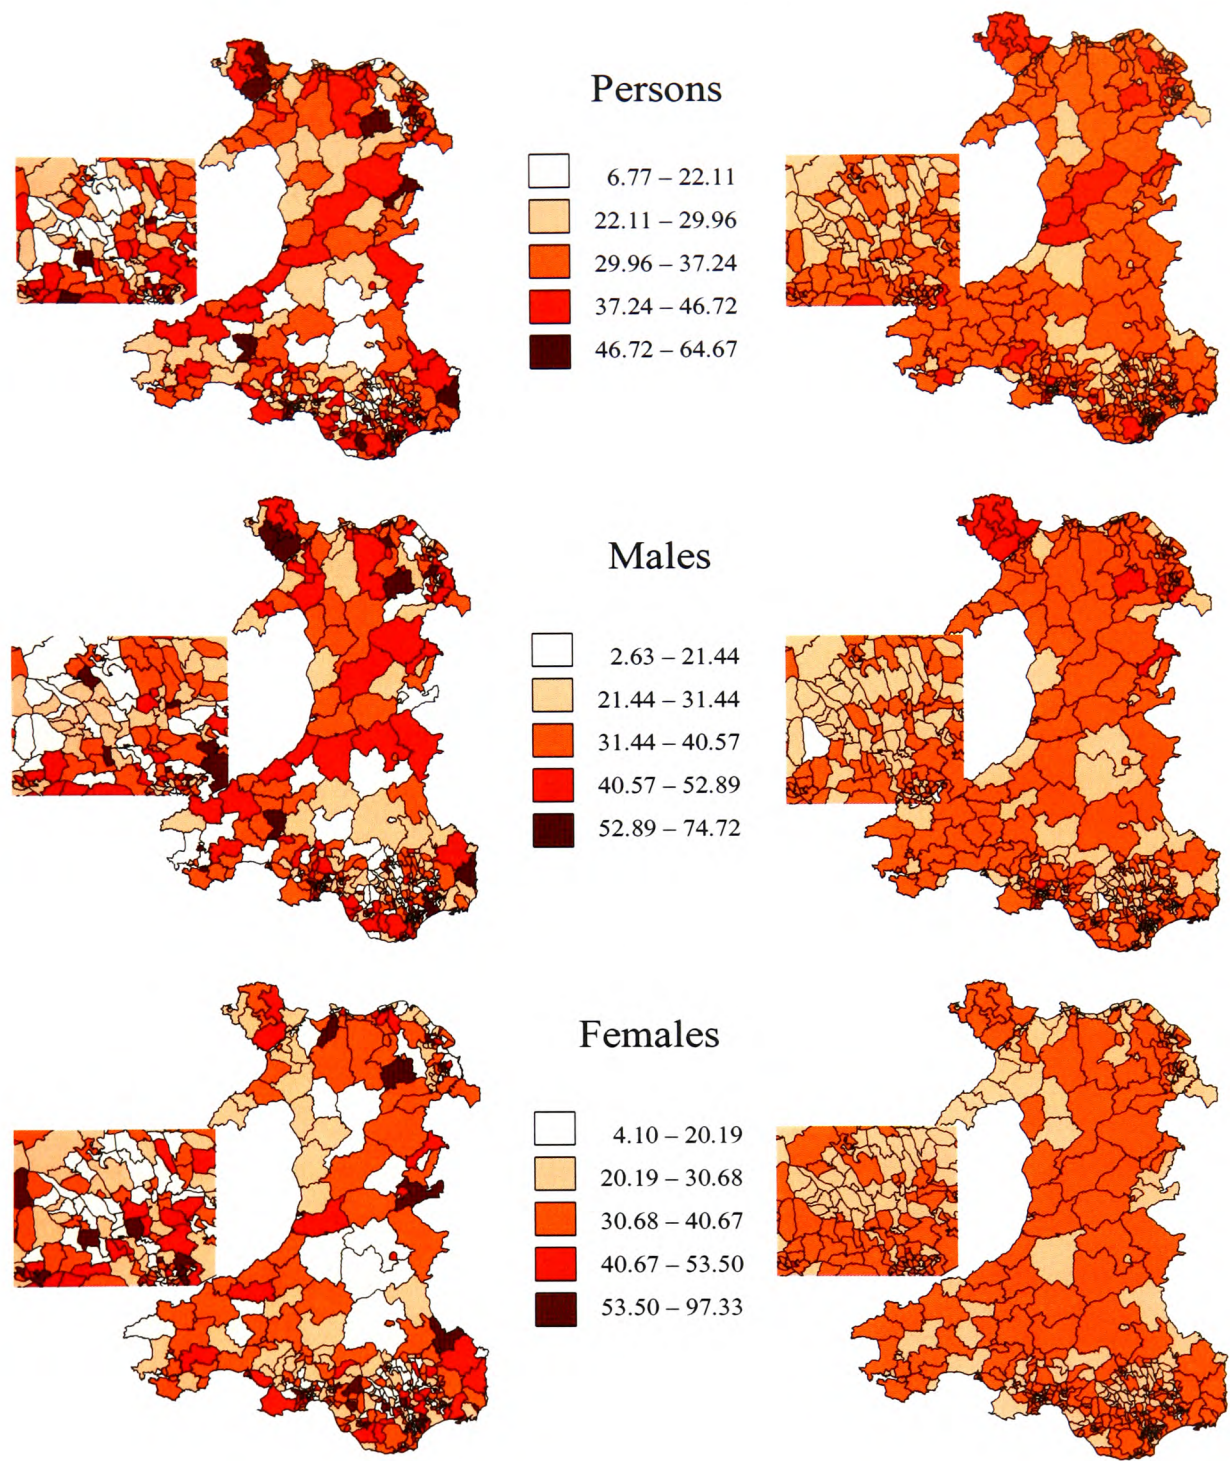 Persons
6.77 – 22.11
22.11 – 29.96
29.96 – 37.24
37.24 – 46.72
46.72 – 64.67
Males
2.63 – 21.44
21.44 – 31.44
31.44 – 40.57
40.57 – 52.89
52.89 – 74.72
Females
4.10 – 20.19
20.19 – 30.68
30.68 – 40.67
40.67 – 53.50
53.50 – 97.33